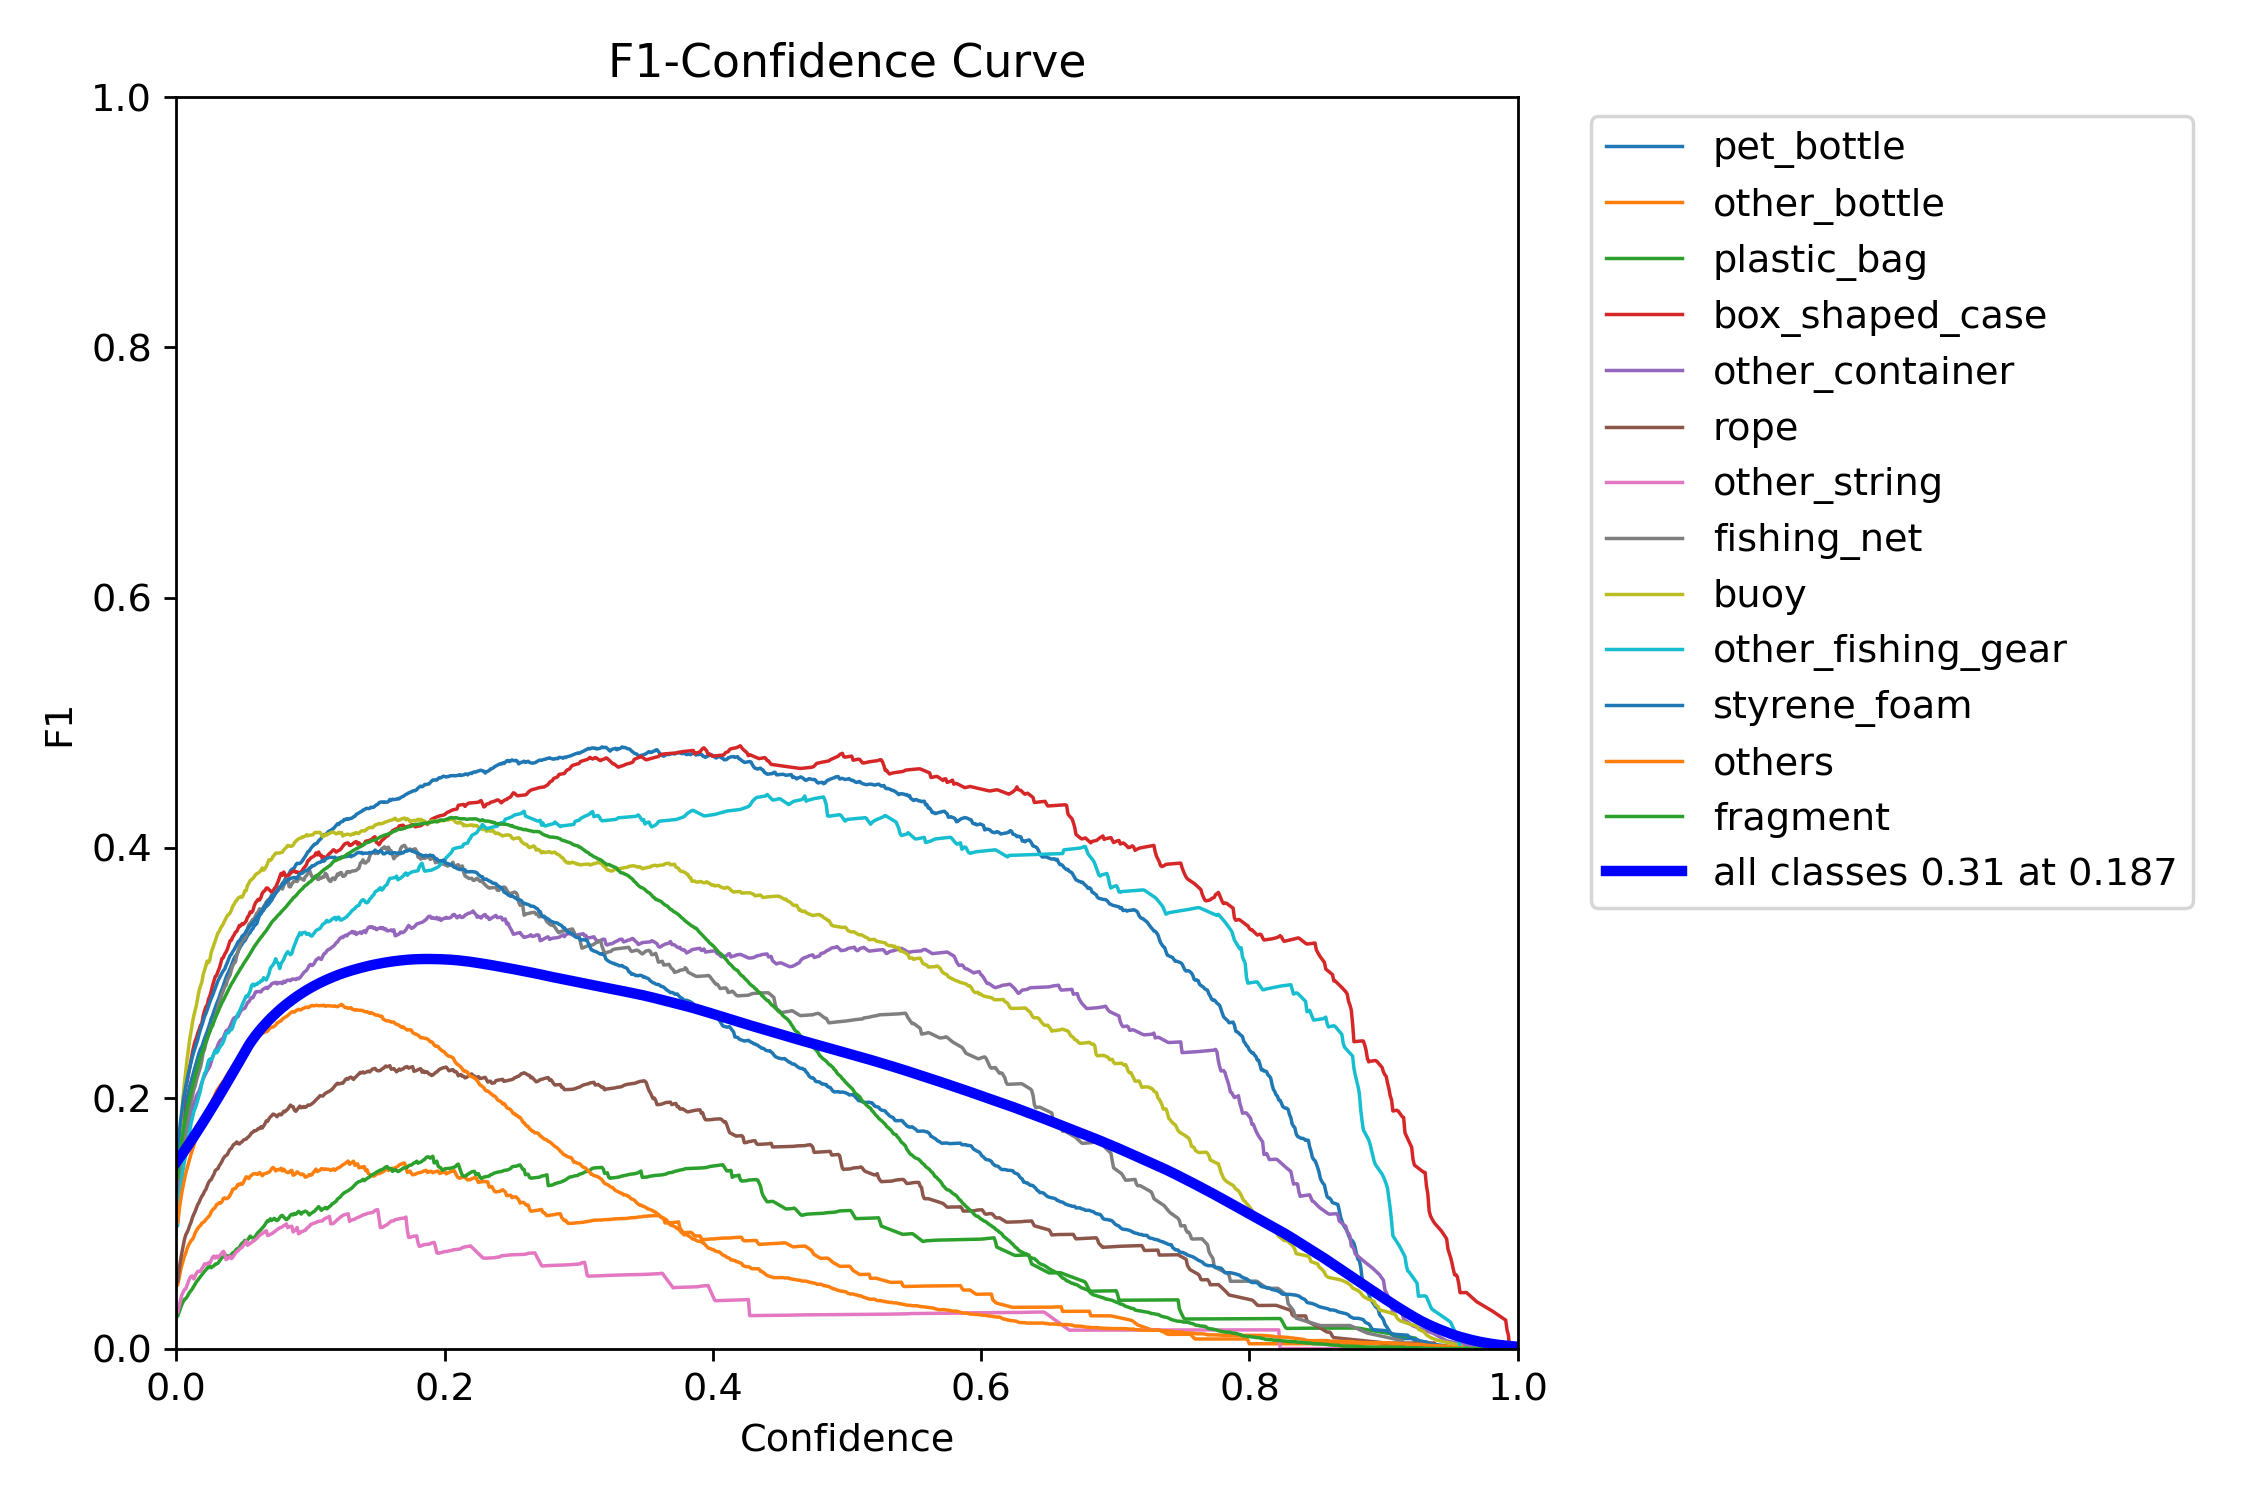 F1-Confidence Curve
1.0
0.8
0.6
0.4
0.2
0.0
F1
0.0 0.2 0.4 0.6 0.8 1.0
Confidence
pet_bottle
other_bottle
plastic_bag
box_shaped_case
other_container
rope
other_string
fishing_net
buoy
other_fishing_gear
styrene_foam
others
fragment
all classes 0.31 at 0.187